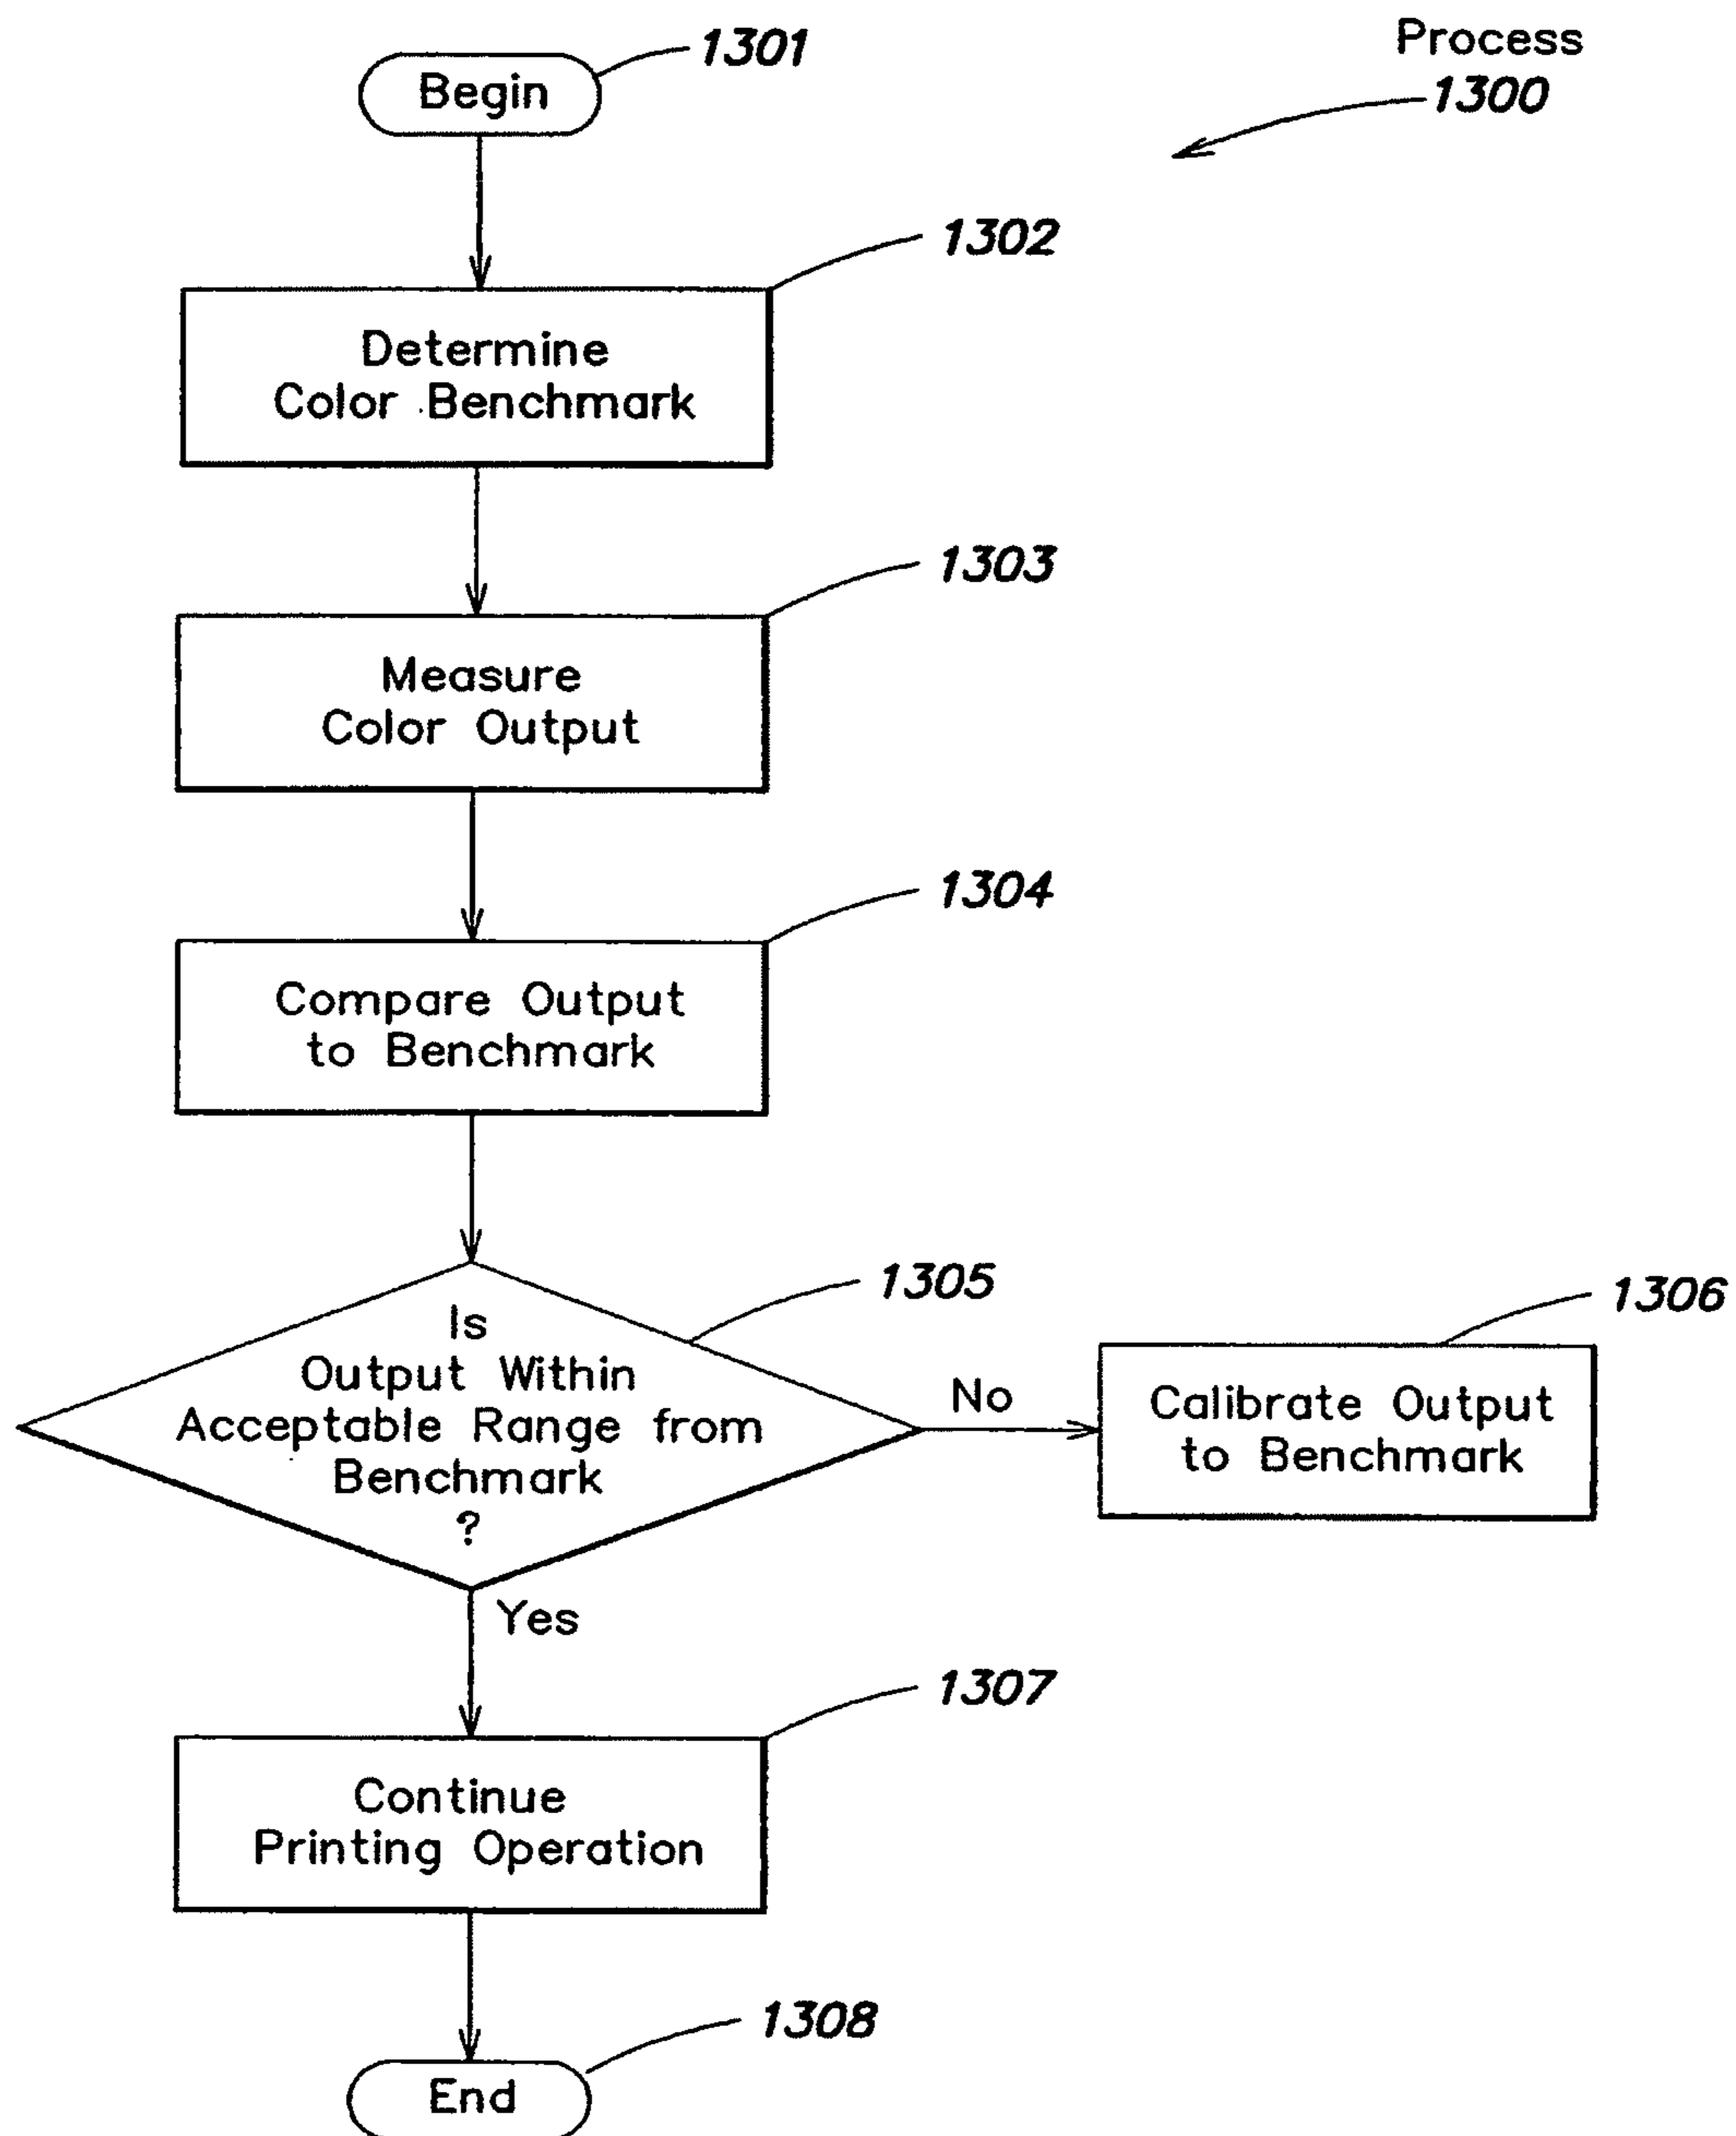 Process
1300
Begin
1301
Determine
Color Benchmark
1302
Measure
Color Output
1303
Compare Output
to Benchmark
1304
Is
Output Within
Acceptable Range from
Benchmark
?
1305
No
Calibrate Output
to Benchmark
1306
Yes
Continue
Printing Operation
1307
End
1308